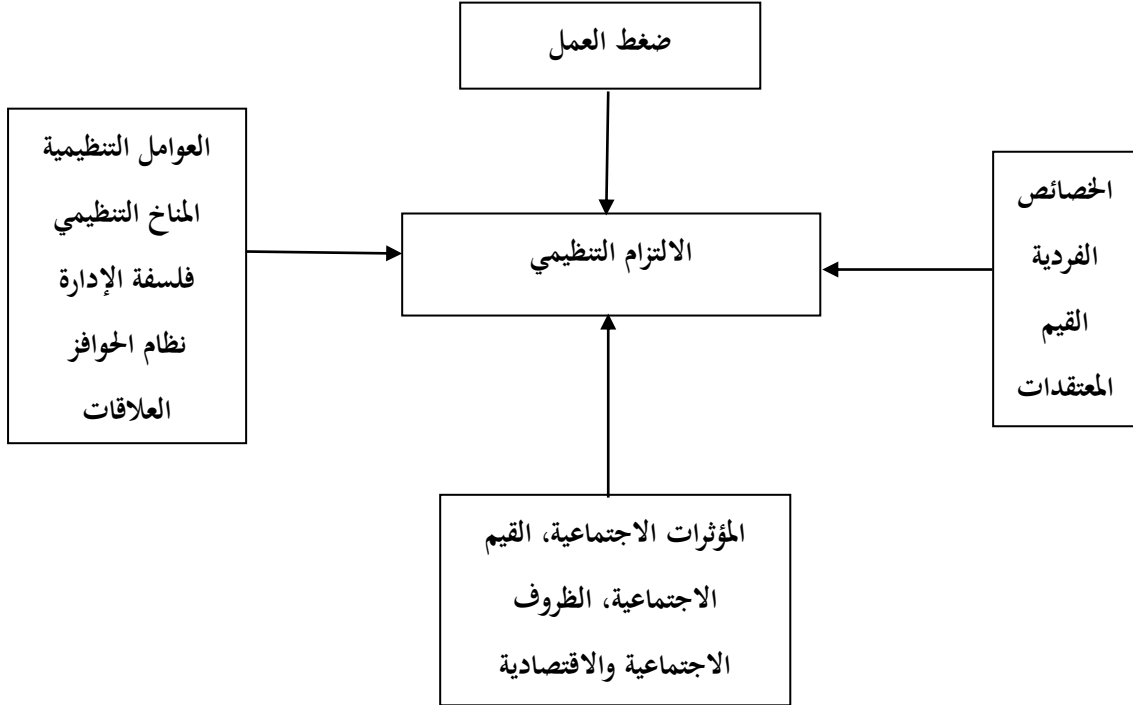 ضغط العمل
العوامل التنظيمية
المناخ التنظيمي
فلسفة الإدارة
نظام الحوافز
العلاقات
الخصائص
الفردية
القيم
المعتقدات
الالتزام التنظيمي
المؤثرات الاجتماعية، القيم
الاجتماعية، الظروف
الاجتماعية والاقتصادية